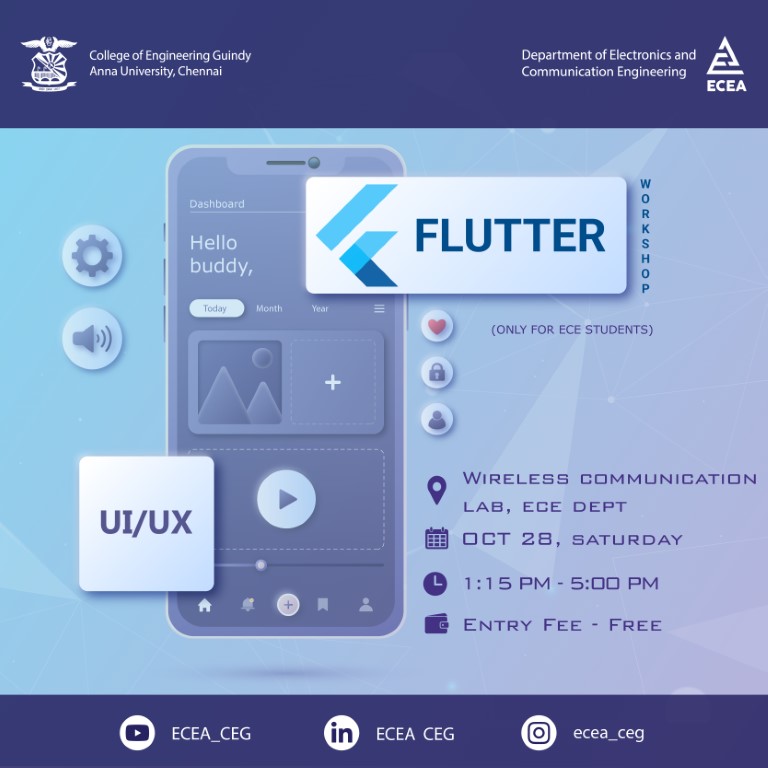 College of Engineering Guindy
Anna University, Chennai
Department of Electronics and
Communication Engineering
ECEA
Dashboard
Hello
buddy,
Today Month Year
FLUTTER
WORKSHOP
(ONLY FOR ECE STUDENTS)
UI/UX
WIRELESS COMMUNICATION
LAB, ECE DEPT
OCT 28, SATURDAY
1:15 PM - 5:00 PM
ENTRY FEE - FREE
ECEA_CEG
ECEA CEG
ecea_ceg